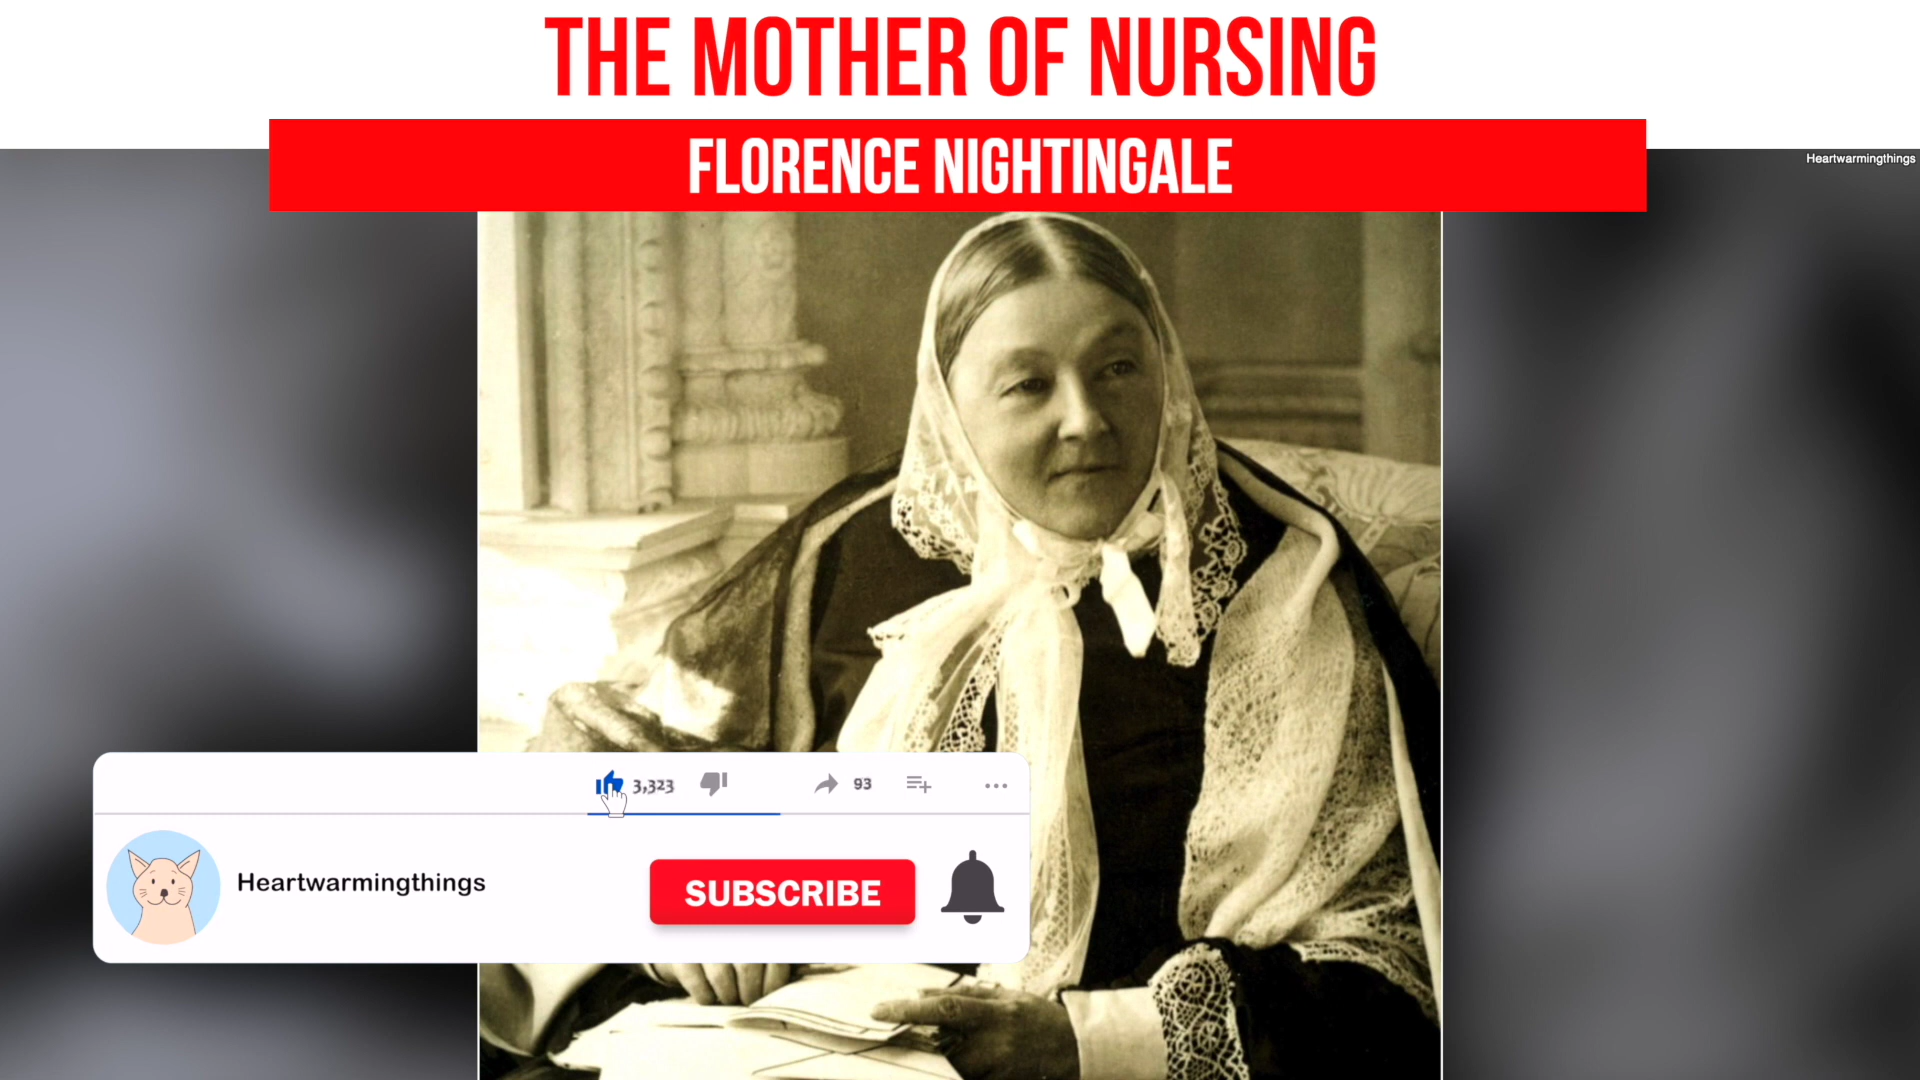 THE MOTHER OF NURSING
FLORENCE NIGHTINGALE
Heartwarmingthings
3,323
93
Heartwarmingthings
SUBSCRIBE